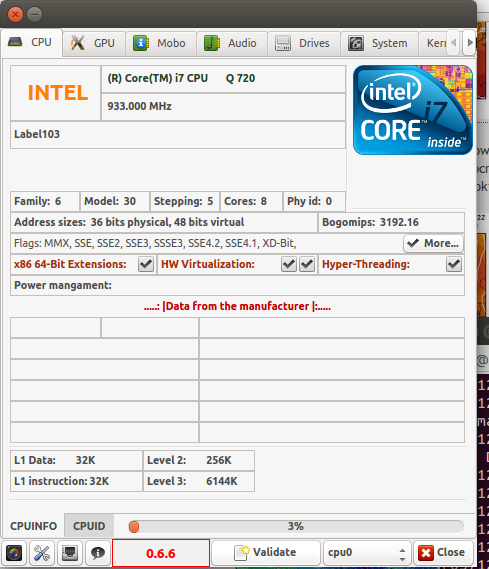 CPU GPU Mobo Audio Drives System Kern
INTEL
(R) Core(TM) i7 CPU Q 720
933.000 MHz
Label103
intel
CORE i7
inside
Family: 6 Model: 30 Stepping: 5 Cores: 8 Phy id: 0
Address sizes: 36 bits physical, 48 bits virtual Bogomips: 3192.16
Flags: MMX, SSE, SSE2, SSE3, SSSE3, SSE4.2, SSE4.1, XD-Bit, More...
x86 64-Bit Extensions: HW Virtualization: Hyper-Threading:
Power mangament:
.....: |Data from the manufacturer |:.....
L1 Data: 32K Level 2: 256K
L1 instruction: 32K Level 3: 6144K
CPUINFO CPUID 3%
0.6.6 Validate cpu0 Close